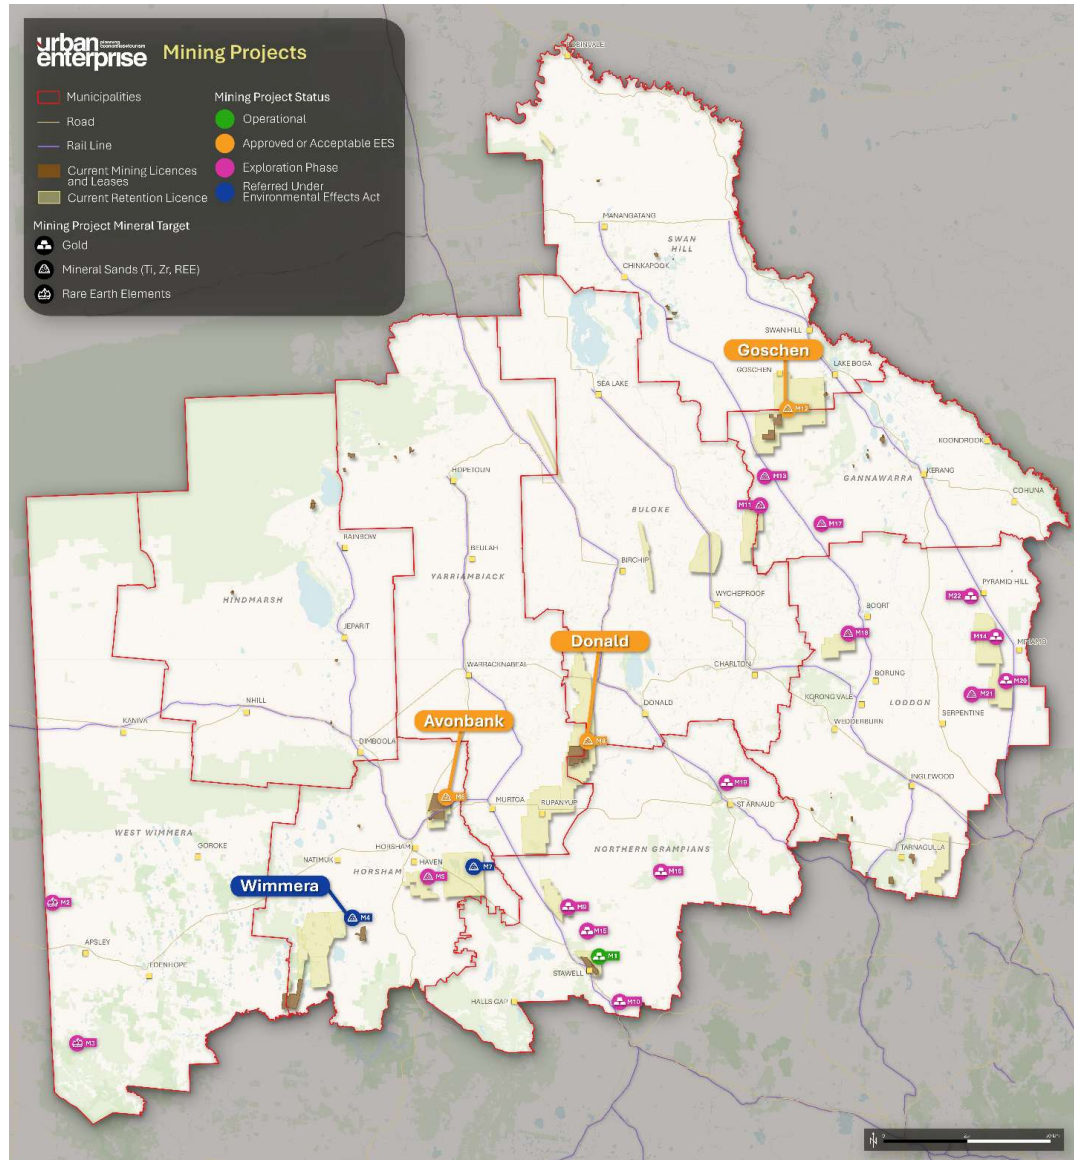 urban
enterprise
Mining Projects
Municipalities
Road
Rail Line
Current Mining Licences
and Leases
Current Retention Licence
Mining Project Status
Operational
Approved or Acceptable EES
Exploration Phase
Referred Under
Environmental Effects Act
Mining Project Mineral Target
Gold
Mineral Sands (Ti, Zr, REE)
Rare Earth Elements
MANANGATANG
SWAN
HILL
CHINKAPOOK
SWAN HILL
Goschen
LAKE BOGA
GOSCHEN
SEA LAKE
M12
KOONDROOK
HOPETOUN
KERANG
M13
GANNAWARRA
COHUNA
M11
BULOKE
M17
RAINBOW
BEULAH
BIRCHIP
YARRIAMBIACK
PYRAMID HILL
M22
HINDMARSH
WYCHEPROOF
BOORT
JEPARIT
M14
Donald
WARRACKNABEAL
CHARLTON
BORUNG
M20
M21
KORONG VALE
LODDON
NHILL
DONALD
SERPENTINE
KANIVA
Avonbank
WEDDERBURN
DIMBOOLA
INGLEWOOD
MURTOA
RUPANYUP
ST ARNAUD
WEST WIMMERA
HORSHAM
NORTHERN GRAMPIANS
TARNAGULLA
GOROKE
NATIMUK
HAVEN
M7
HORSHAM
M5
M16
Wimmera
M2
M9
M4
M15
APSLEY
M1
EDENHOPE
STAWELL
HALLS GAP
M10
M3
N